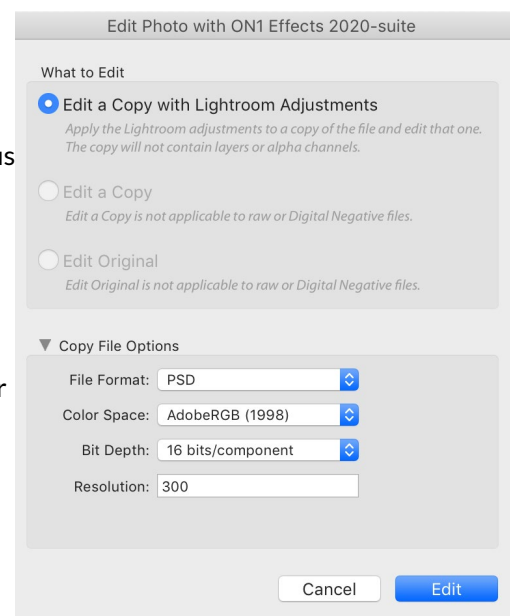 Edit Photo with ON1 Effects 2020-suite
What to Edit
Edit a Copy with Lightroom Adjustments
Apply the Lightroom adjustments to a copy of the file and edit that one.
The copy will not contain layers or alpha channels.
us
Edit a Copy
Edit a Copy is not applicable to raw or Digital Negative files.
Edit Original
Edit Original is not applicable to raw or Digital Negative files.
Copy File Options
r
File Format: PSD
Color Space: AdobeRGB (1998)
Bit Depth: 16 bits/component
Resolution: 300
Cancel Edit